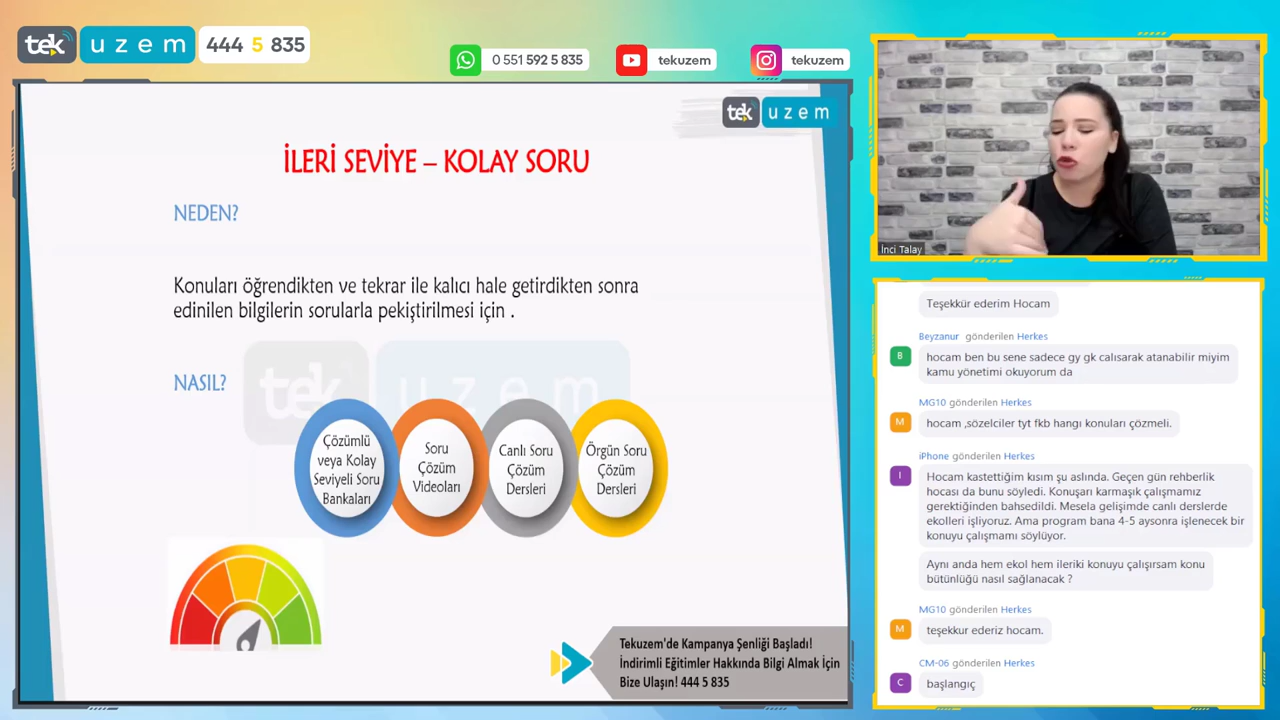 tek uzem 444 5 835
0 551 592 5 835
tekuzem
tekuzem
tek uzem
İLERİ SEVİYE – KOLAY SORU
NEDEN?
Konuları öğrendikten ve tekrar ile kalıcı hale getirdikten sonra
edinilen bilgilerin sorularla pekiştirilmesi için .
NASIL?
tek uzem
Çözümlü
veya Kolay
Seviyeli Soru
Bankaları
Soru
Çözüm
Videoları
Canlı Soru
Çözüm
Dersleri
Örgün Soru
Çözüm
Dersleri
Tekuzem'de Kampanya Şenliği Başladı!
İndirimli Eğitimler Hakkında Bilgi Almak İçin
Bize Ulaşın! 444 5 835
İnci Talay
Teşekkür ederim Hocam
Beyzanur gönderilen Herkes
B
hocam ben bu sene sadece gy gk calısarak atanabilir miyim
kamu yönetimi okuyorum da
MG10 gönderilen Herkes
M
hocam ,sözelciler tyt fkb hangı konuları çözmeli.
iPhone gönderilen Herkes
I
Hocam kastettiğim kısım şu aslında. Geçen gün rehberlik
hocası da bunu söyledi. Konuşarı karmaşık çalışmamız
gerektiğinden bahsedildi. Mesela gelişimde canlı derslerde
ekolleri işliyoruz. Ama program bana 4-5 aysonra işlenecek bir
konuyu çalışmamı söylüyor.
Aynı anda hem ekol hem ileriki konuyu çalışırsam konu
bütünlüğü nasıl sağlanacak ?
MG10 gönderilen Herkes
M
teşekkur ederiz hocam.
CM-06 gönderilen Herkes
C
başlangıç